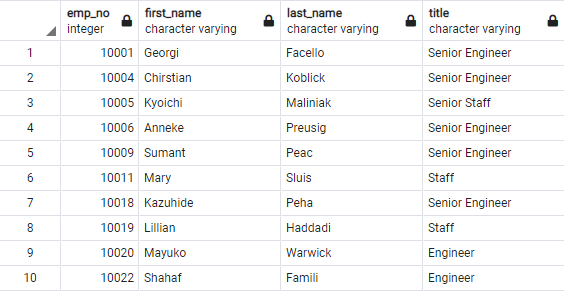 emp_no first_name last_name title
integer character varying character varying character varying
1 10001 Georgi Facello Senior Engineer
2 10004 Chirstian Koblick Senior Engineer
3 10005 Kyoichi Maliniak Senior Staff
4 10006 Anneke Preusig Senior Engineer
5 10009 Sumant Peac Senior Engineer
6 10011 Mary Sluis Staff
7 10018 Kazuhide Peha Senior Engineer
8 10019 Lillian Haddadi Staff
9 10020 Mayuko Warwick Engineer
10 10022 Shahaf Famili Engineer